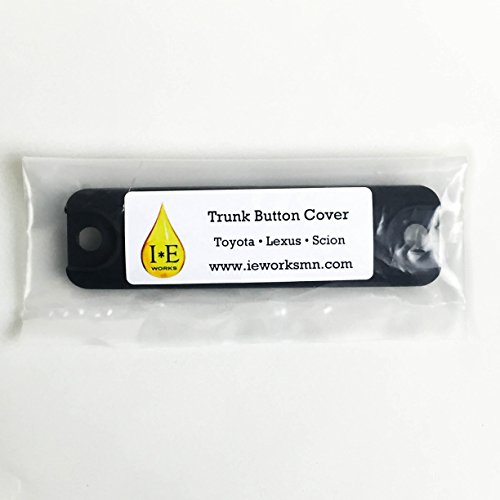 I*E
WORKS
Trunk Button Cover
Toyota • Lexus • Scion
www.ieworksmn.com